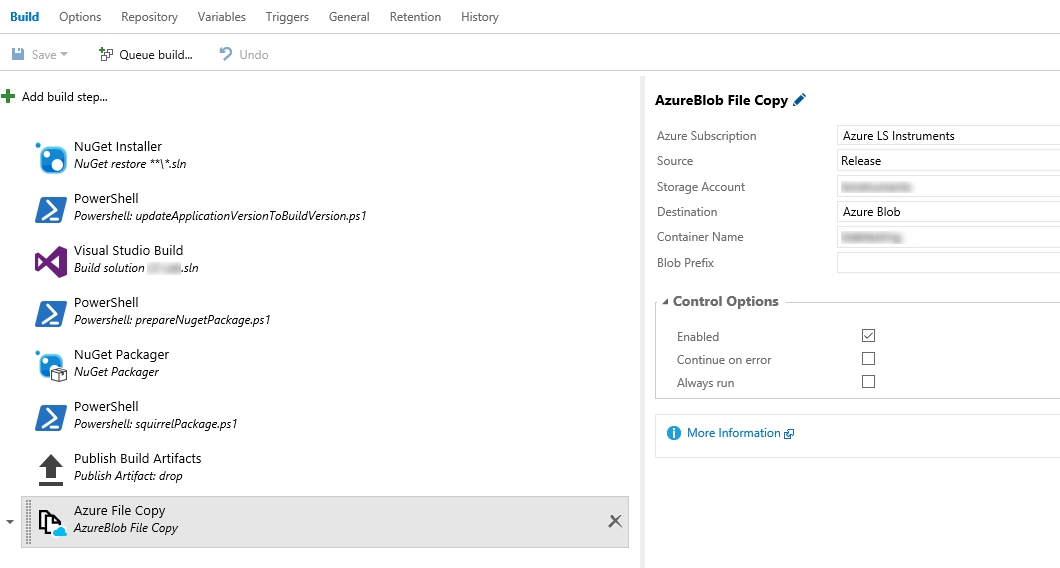 Build Options Repository Variables Triggers General Retention History
Save Queue build... Undo
Add build step...
NuGet Installer
NuGet restore **\*.sln
PowerShell
Powershell: updateApplicationVersionToBuildVersion.ps1
Visual Studio Build
Build solution .sln
PowerShell
Powershell: prepareNugetPackage.ps1
NuGet Packager
NuGet Packager
PowerShell
Powershell: squirrelPackage.ps1
Publish Build Artifacts
Publish Artifact: drop
Azure File Copy
AzureBlob File Copy
AzureBlob File Copy
Azure Subscription Azure LS Instruments
Source Release
Storage Account
Destination Azure Blob
Container Name
Blob Prefix
Control Options
Enabled
Continue on error
Always run
More Information